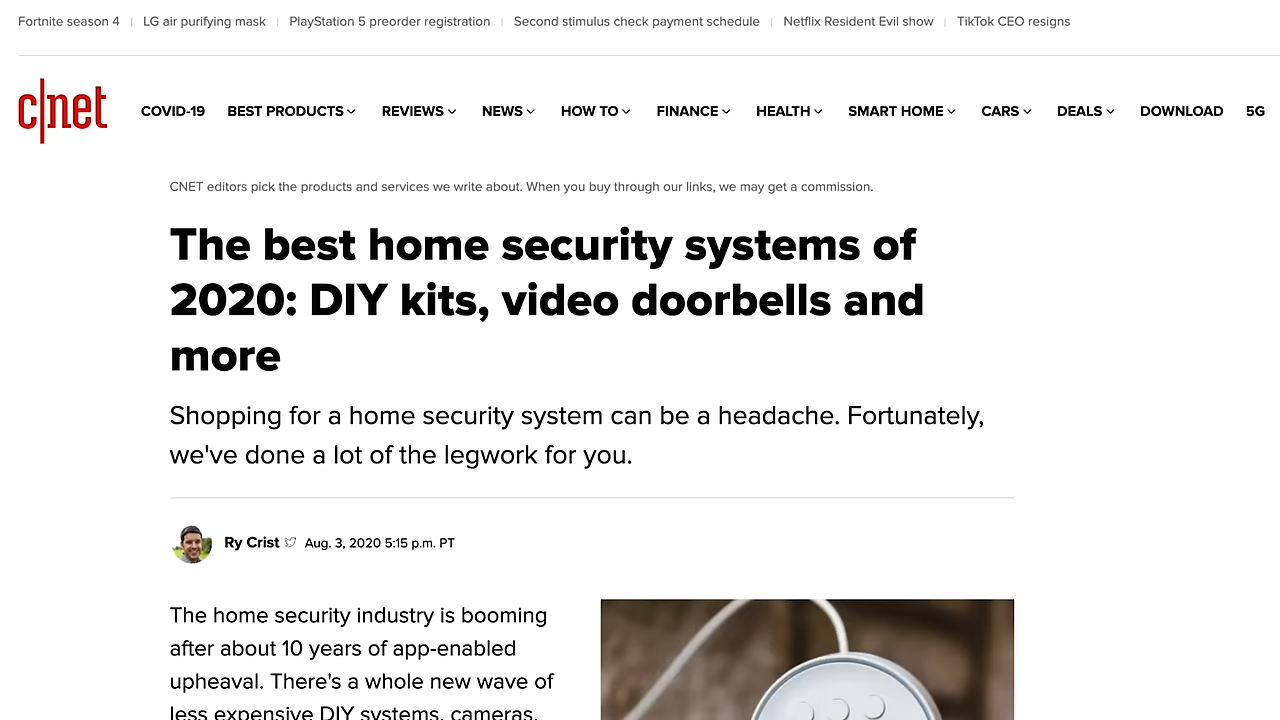 Fortnite season 4 | LG air purifying mask | PlayStation 5 preorder registration | Second stimulus check payment schedule | Netflix Resident Evil show | TikTok CEO resigns
c|net COVID-19 BEST PRODUCTS REVIEWS NEWS HOW TO FINANCE HEALTH SMART HOME CARS DEALS DOWNLOAD 5G
CNET editors pick the products and services we write about. When you buy through our links, we may get a commission.
The best home security systems of
2020: DIY kits, video doorbells and
more
Shopping for a home security system can be a headache. Fortunately,
we've done a lot of the legwork for you.
Ry Crist Aug. 3, 2020 5:15 p.m. PT
The home security industry is booming
after about 10 years of app-enabled
upheaval. There's a whole new wave of
less expensive DIY systems, cameras,